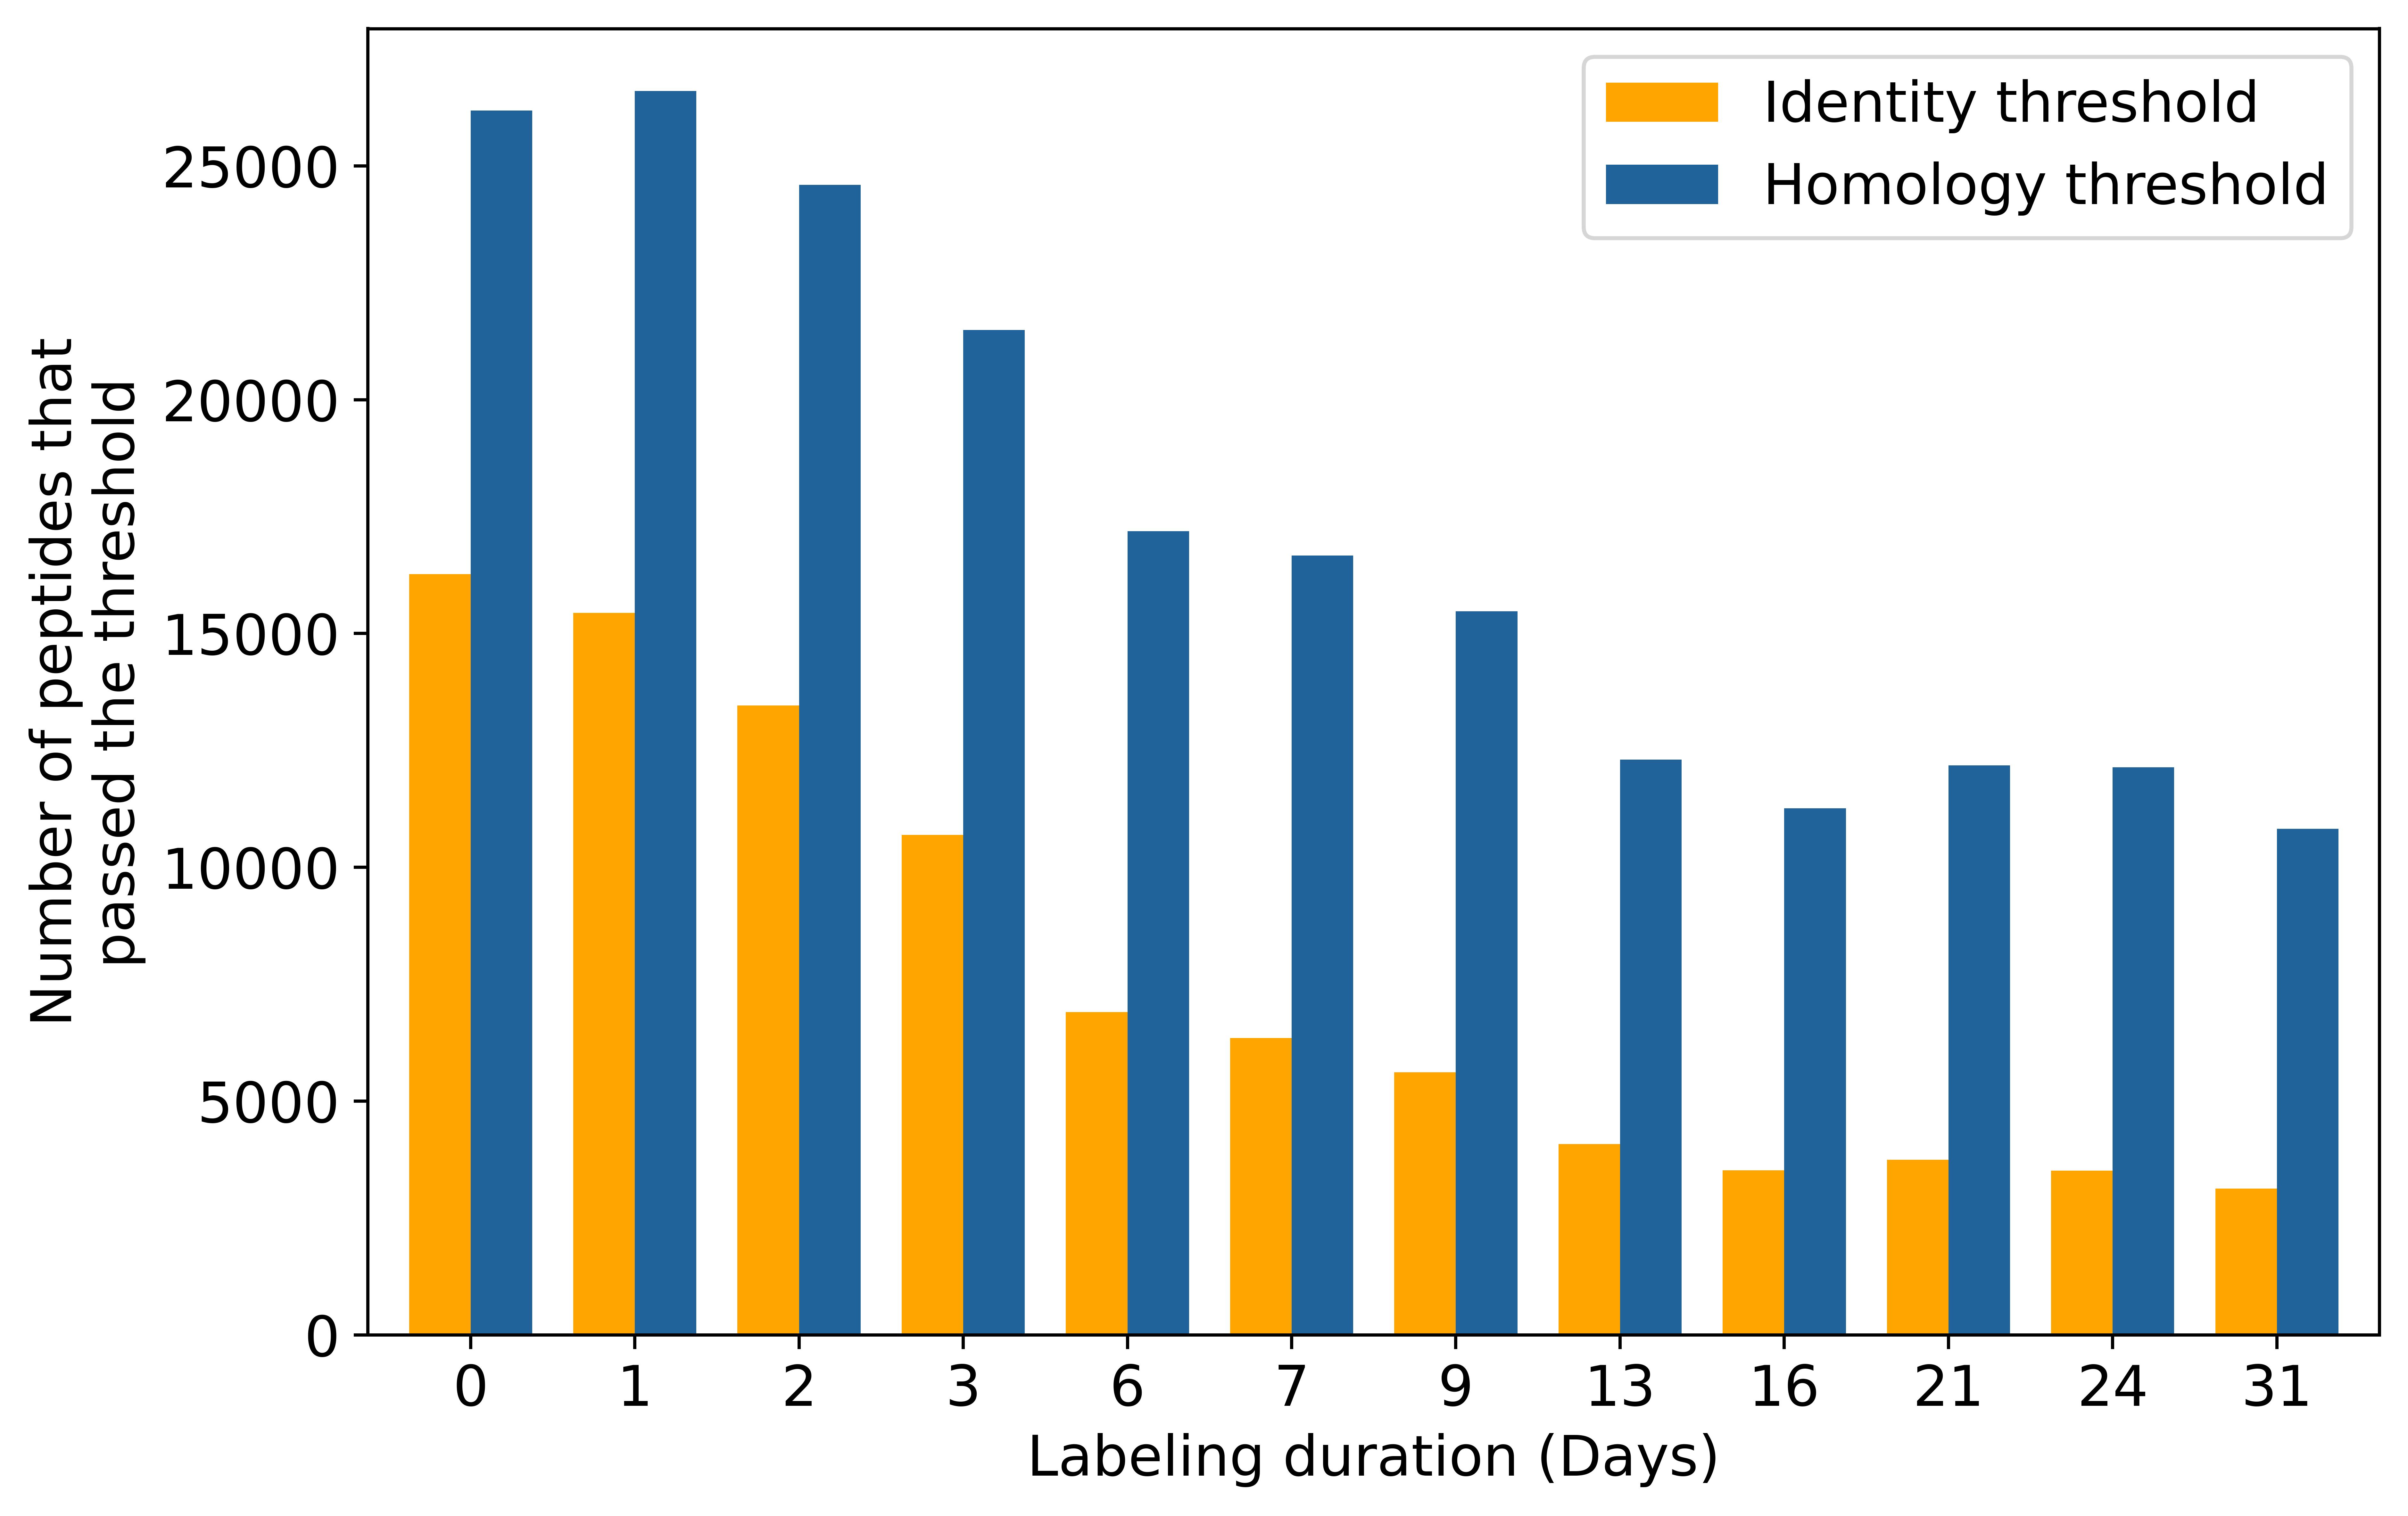 Number of peptides that
passed the threshold
25000
20000
15000
10000
5000
0
Identity threshold
Homology threshold
0 1 2 3 6 7 9 13 16 21 24 31
Labeling duration (Days)